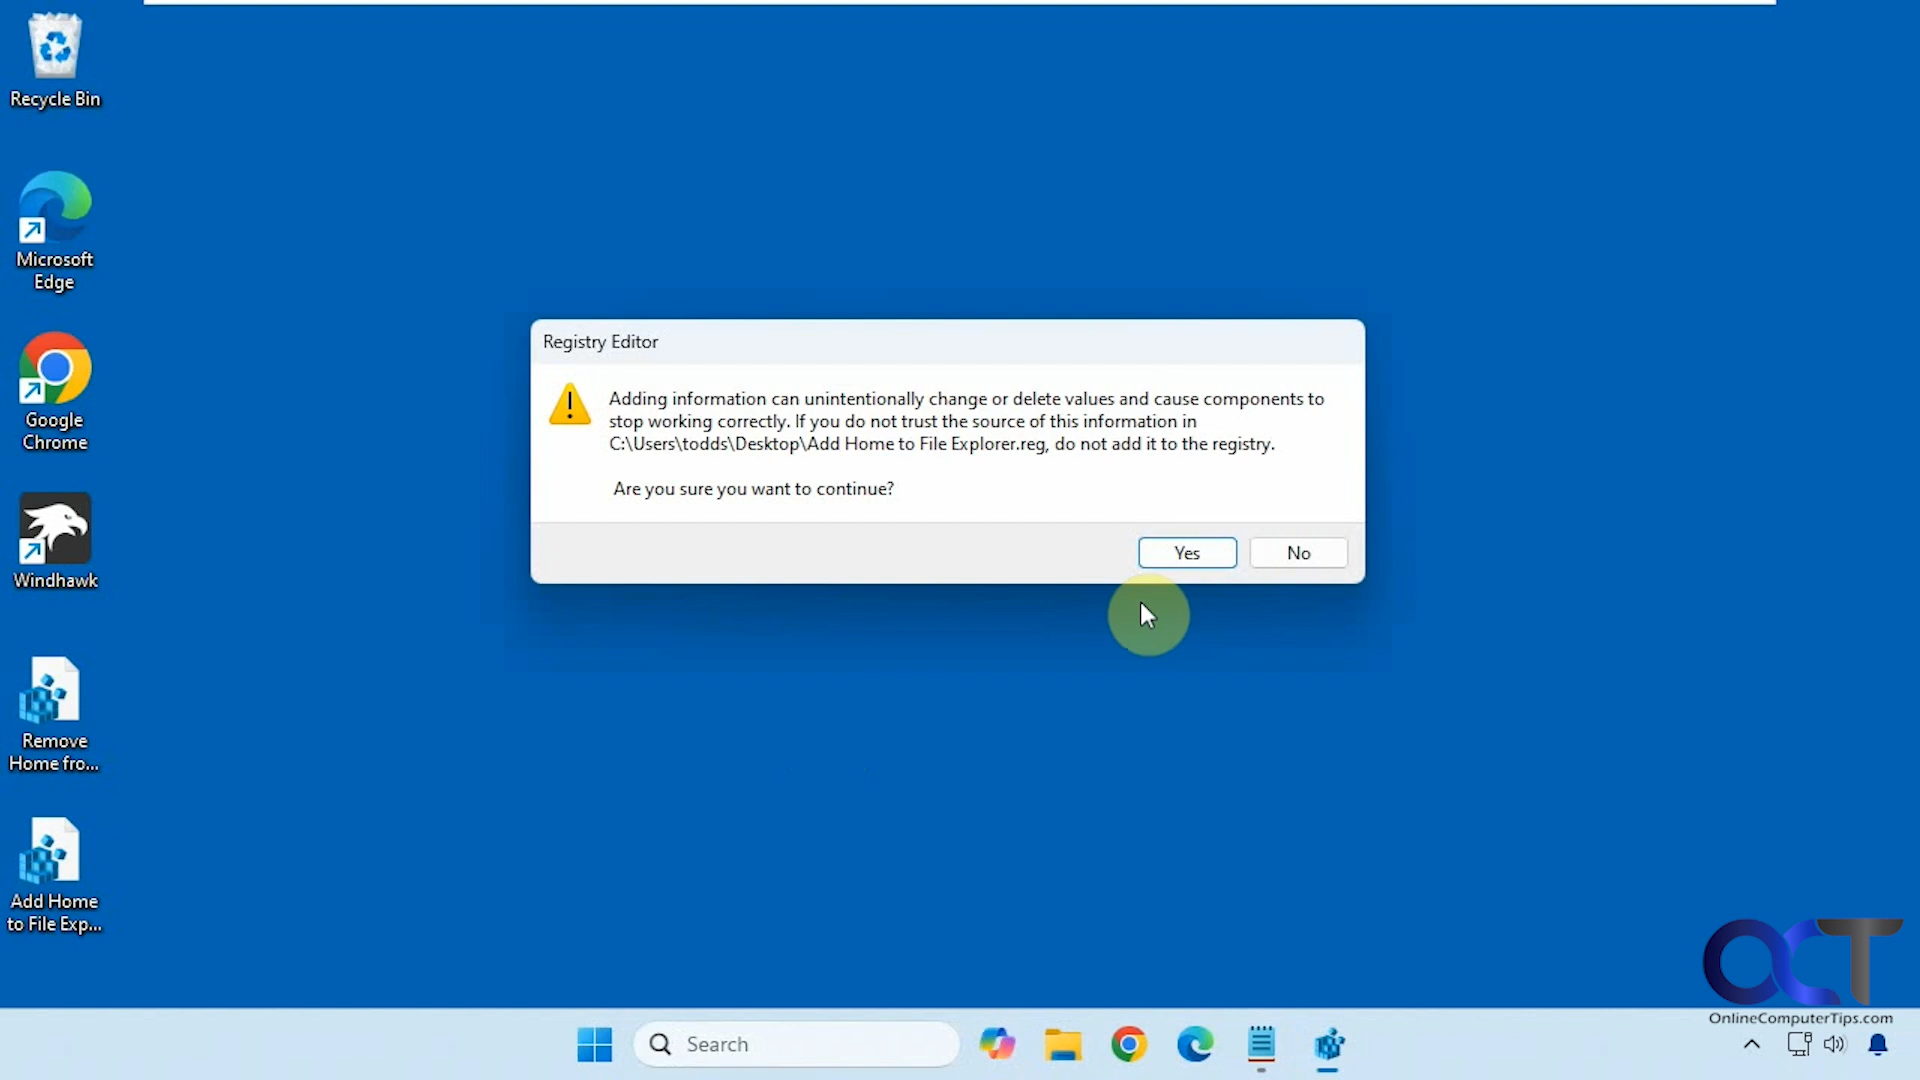 Recycle Bin
Microsoft
Edge
Google
Chrome
Windhawk
Remove
Home fro...
Add Home
to File Exp...
Registry Editor
Adding information can unintentionally change or delete values and cause components to
stop working correctly. If you do not trust the source of this information in
C:\Users\todds\Desktop\Add Home to File Explorer.reg, do not add it to the registry.
Are you sure you want to continue?
Yes
No
OCT
OnlineComputerTips.com
Search